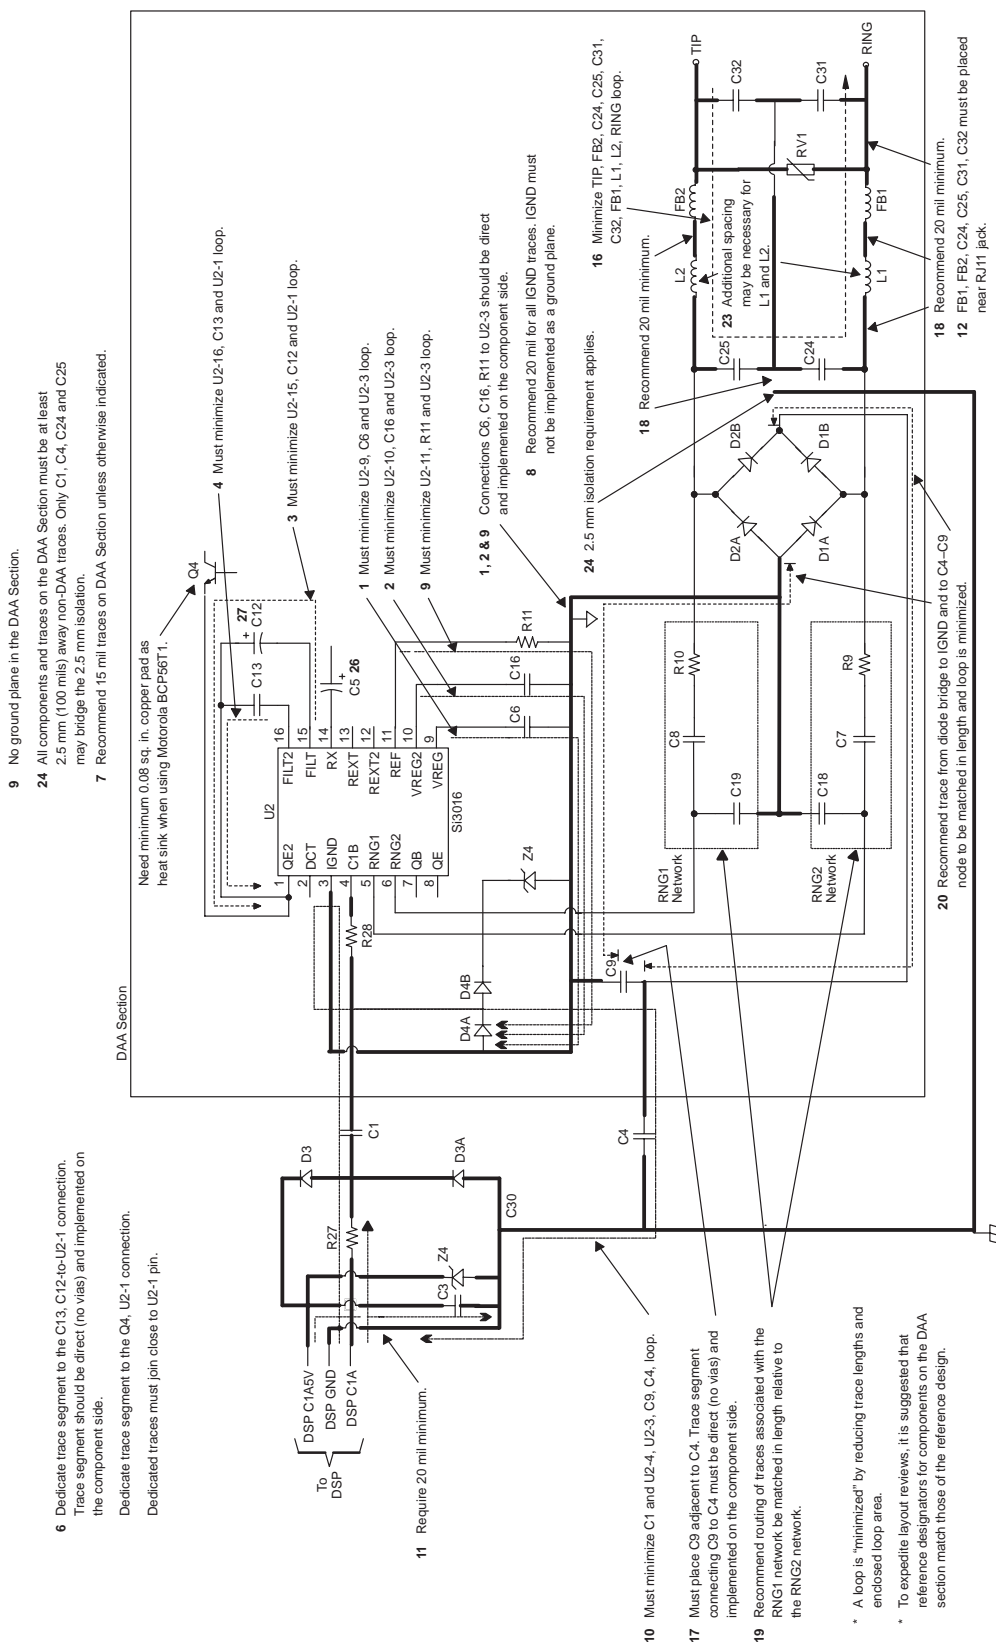 6 Dedicate trace segment to the C13, C12-to-U2-1 connection.
Trace segment should be direct (no vias) and implemented on
the component side.
Dedicate trace segment to the Q4, U2-1 connection.
Dedicated traces must join close to U2-1 pin.
9 No ground plane in the DAA Section.
24 All components and traces on the DAA Section must be at least
2.5 mm (100 mils) away non-DAA traces. Only C1, C4, C24 and C25
may bridge the 2.5 mm isolation.
7 Recommend 15 mil traces on DAA Section unless otherwise indicated.
DAA Section
Need minimum 0.08 sq. in. copper pad as
heat sink when using Motorola BCP56T1.
Q4
4 Must minimize U2-16, C13 and U2-1 loop.
3 Must minimize U2-15, C12 and U2-1 loop.
27
+ C12
C13
+
C5 26
U2
Si3016
1 QE2
2 DCT
3 IGND
4 C1B
5 RNG1
6 RNG2
7 QB
8 QE
16 FILT2
15 FILT
14 RX
13 REXT
12 REXT2
11 REF
10 VREG2
9 VREG
1 Must minimize U2-9, C6 and U2-3 loop.
2 Must minimize U2-10, C16 and U2-3 loop.
9 Must minimize U2-11, R11 and U2-3 loop.
1, 2 & 9 Connections C6, C16, R11 to U2-3 should be direct
and implemented on the component side.
8 Recommend 20 mil for all IGND traces. IGND must
not be implemented as a ground plane.
R11
C16
C6
R28
Z4
D4B
D4A
C9
To
DSP
DSP C1A5V
DSP GND
DSP C1A
D3
D3A
R27
Z4
C3
C30
C1
C4
11 Require 20 mil minimum.
16 Minimize TIP, FB2, C24, C25, C31,
C32, FB1, L1, L2, RING loop.
18 Recommend 20 mil minimum.
24 2.5 mm isolation requirement applies.
TIP
RING
C32
C31
RV1
FB2
FB1
L2
L1
C25
C24
23 Additional spacing
may be necessary for
L1 and L2.
18 Recommend 20 mil minimum.
12 FB1, FB2, C24, C25, C31, C32 must be placed
near RJ11 jack.
D2B
D1B
D2A
D1A
R10
R9
C8
C7
C19
C18
RNG1
Network
RNG2
Network
20 Recommend trace from diode bridge to IGND and to C4–C9
node to be matched in length and loop is minimized.
10 Must minimize C1 and U2-4, U2-3, C9, C4, loop.
17 Must place C9 adjacent to C4. Trace segment
connecting C9 to C4 must be direct (no vias) and
implemented on the component side.
19 Recommend routing of traces associated with the
RNG1 network be matched in length relative to
the RNG2 network.
* A loop is "minimized" by reducing trace lengths and
enclosed loop area.
* To expedite layout reviews, it is suggested that
reference designators for components on the DAA
section match those of the reference design.